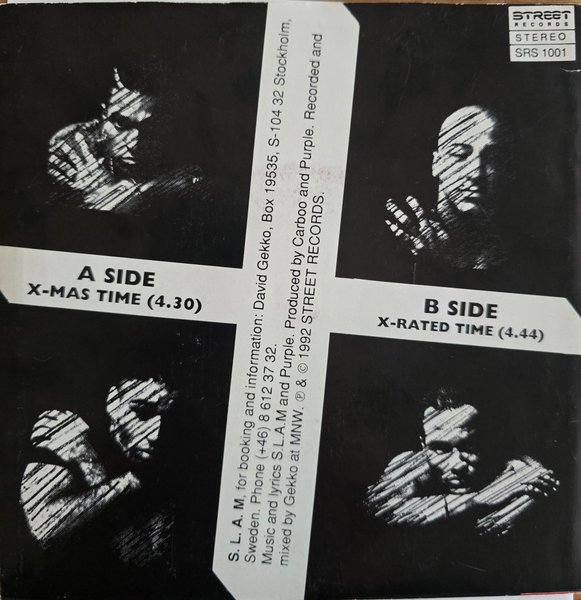 STREET
RECORDS
STEREO
SRS 1001
A SIDE
X-MAS TIME (4.30)
B SIDE
X-RATED TIME (4.44)
S. L. A. M. for booking and information: David Gekko, Box 19535, S-104 32 Stockholm,
Sweden. Phone (+46) 8 612 37 32.
Music and lyrics S.L.A.M and Purple. Produced by Carboo and Purple. Recorded and
mixed by Gekko at MNW. ℗ & © 1992 STREET RECORDS.